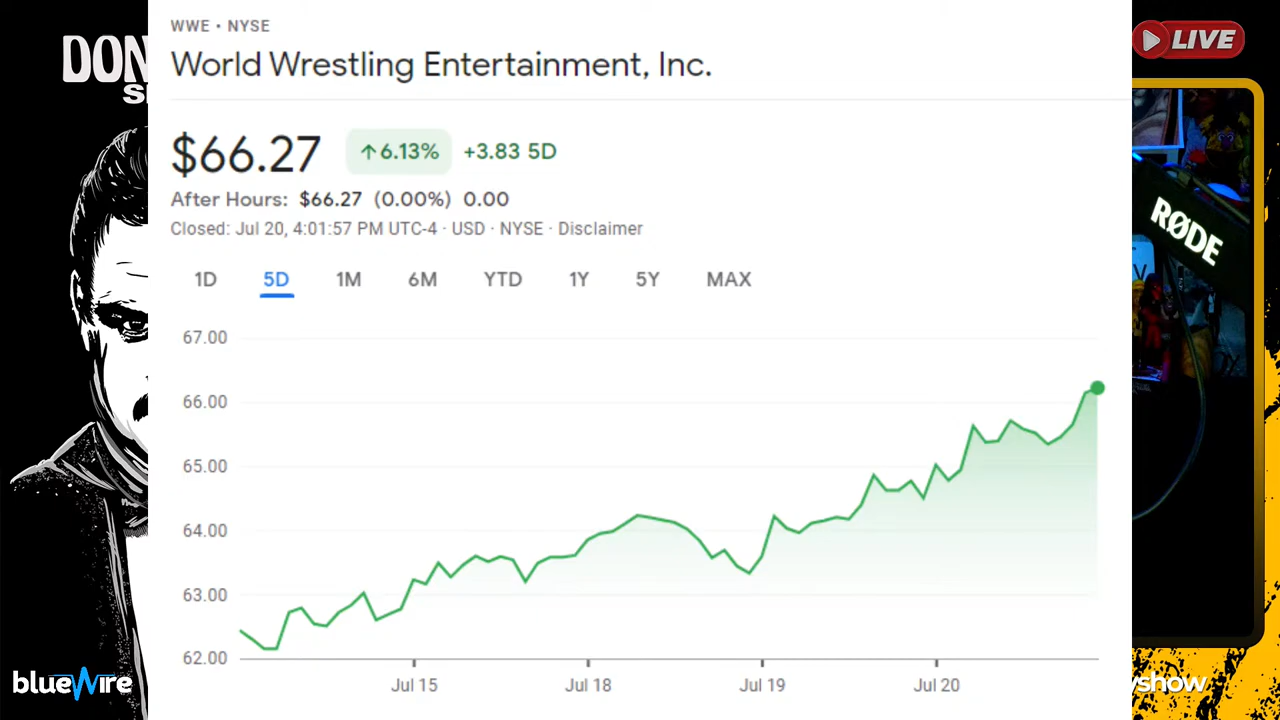 DON
S
WWE • NYSE
World Wrestling Entertainment, Inc.
$66.27 ↑6.13% +3.83 5D
After Hours: $66.27 (0.00%) 0.00
Closed: Jul 20, 4:01:57 PM UTC-4 · USD · NYSE · Disclaimer
1D 5D 1M 6M YTD 1Y 5Y MAX
67.00
66.00
65.00
64.00
63.00
62.00
Jul 15 Jul 18 Jul 19 Jul 20
LIVE
RØDE
blueWire
yshow